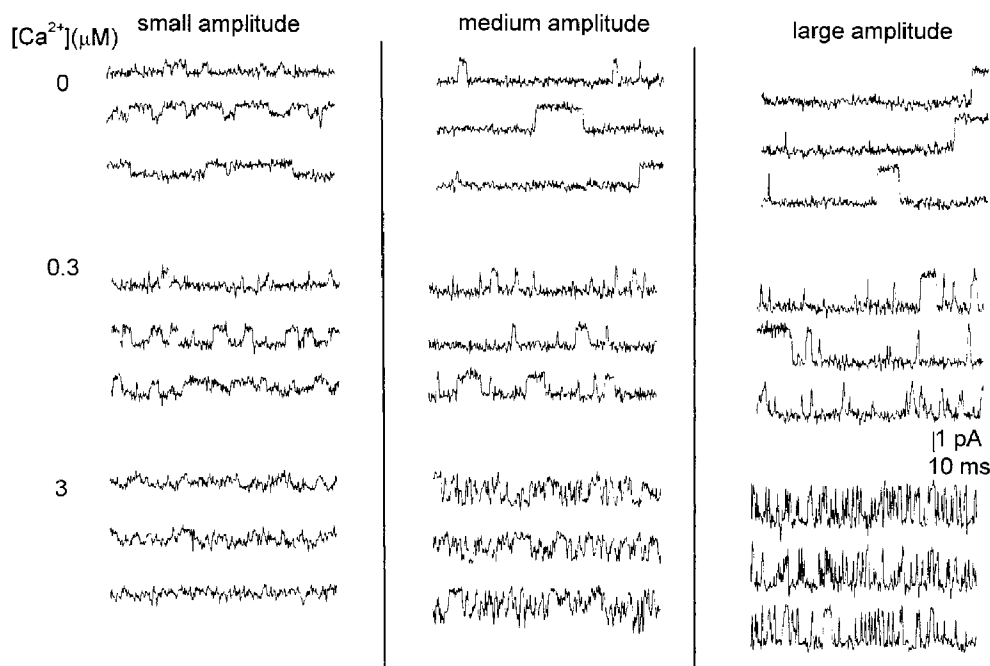 [Ca²⁺](μM)
small amplitude
medium amplitude
large amplitude
0
0.3
1 pA
10 ms
3